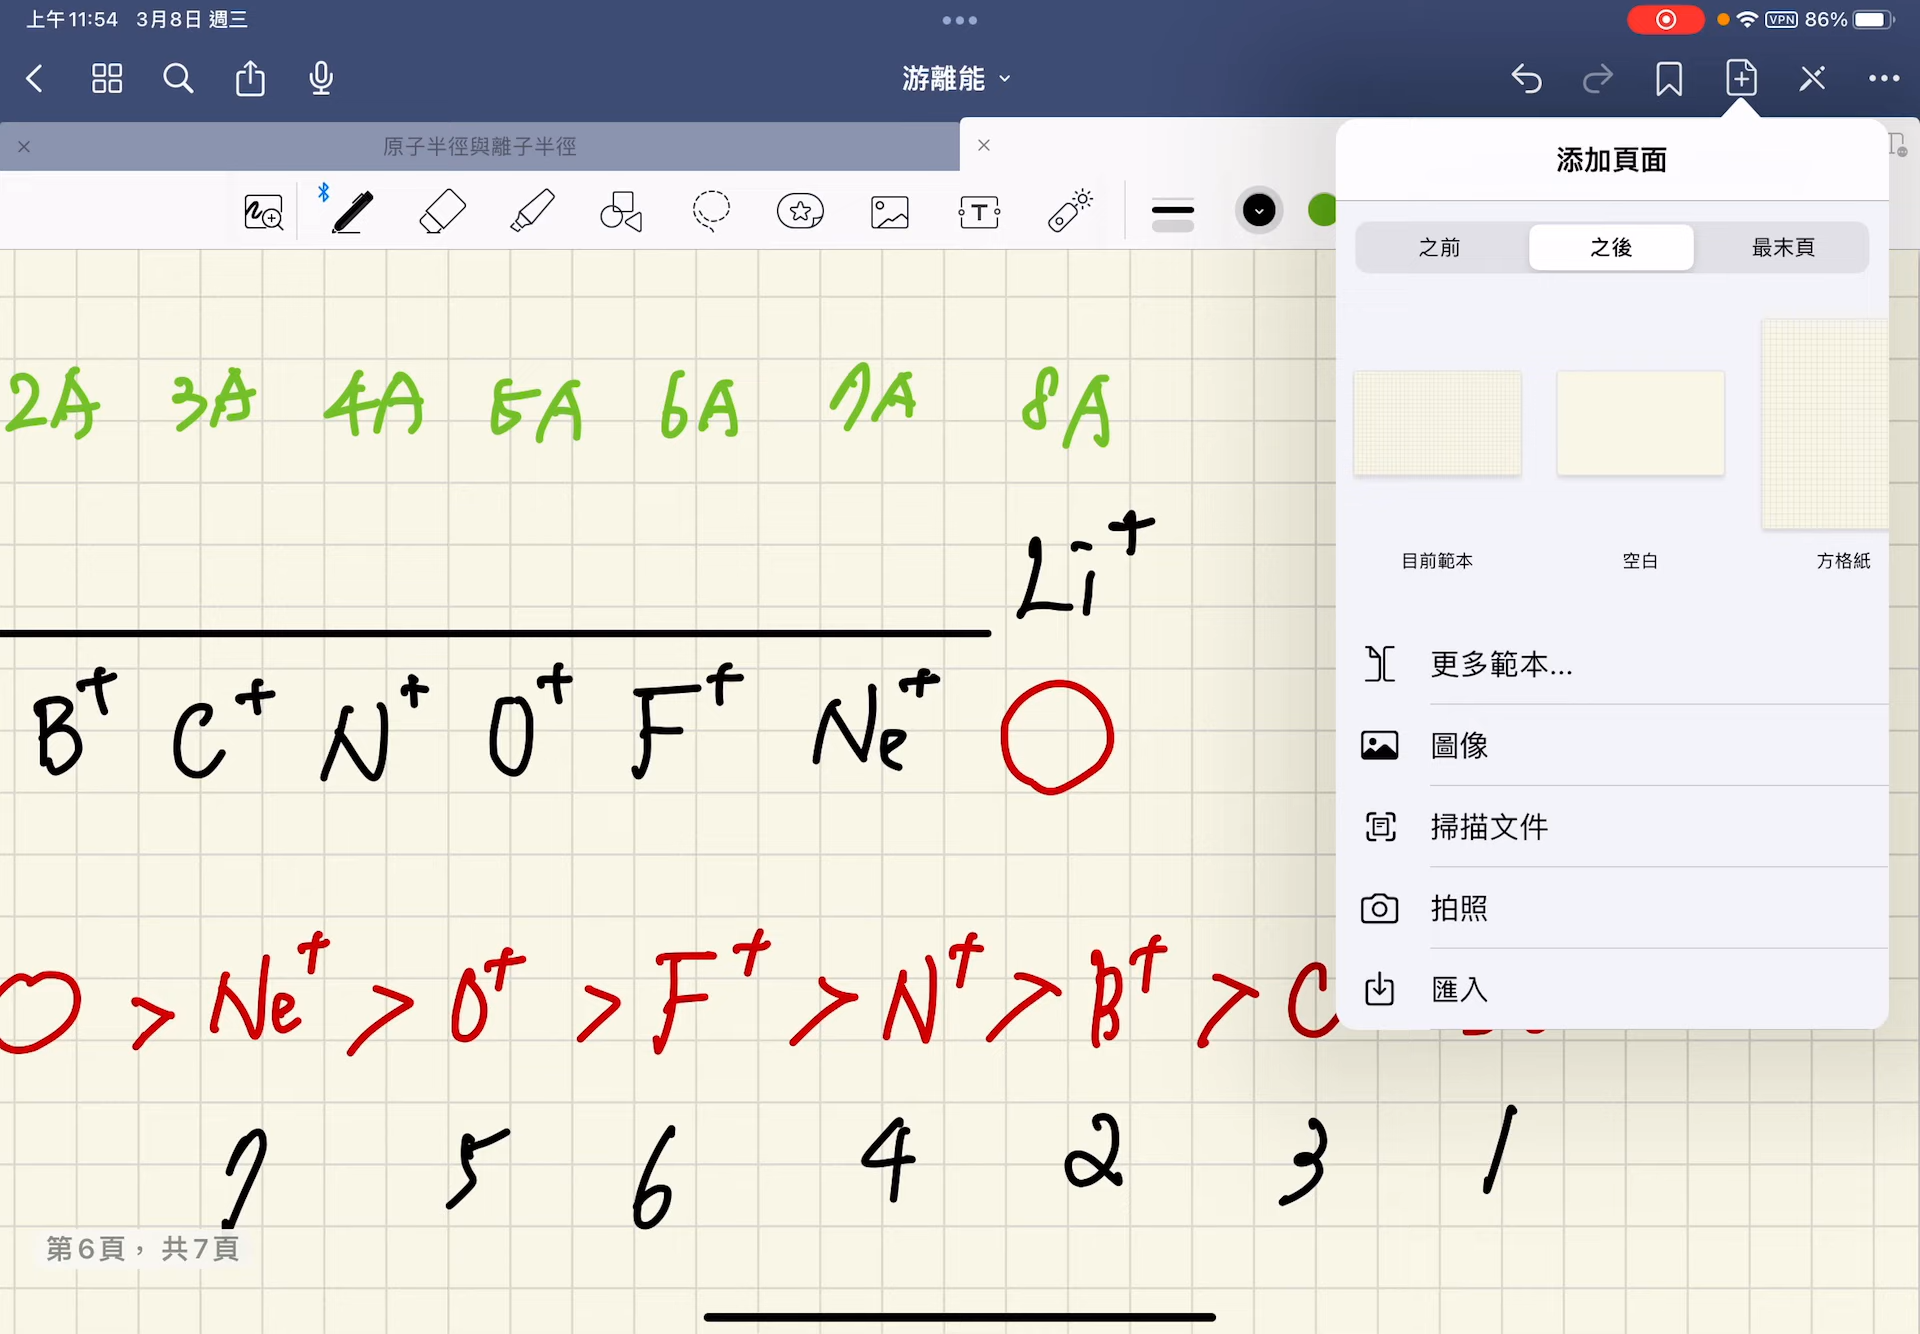 上午11:54 3月8日 週三
VPN 86%
游離能
原子半徑與離子半徑
添加頁面
之前 之後 最末頁
目前範本 空白 方格紙
更多範本...
圖像
掃描文件
拍照
匯入
2A 3A 4A 5A 6A 7A 8A
Li⁺
B⁺ C⁺ N⁺ O⁺ F⁺ Ne⁺
> Ne⁺ > O⁺ > F⁺ > N⁺ > B⁺ > C
7 5 6 4 2 3 1
第6頁，共7頁